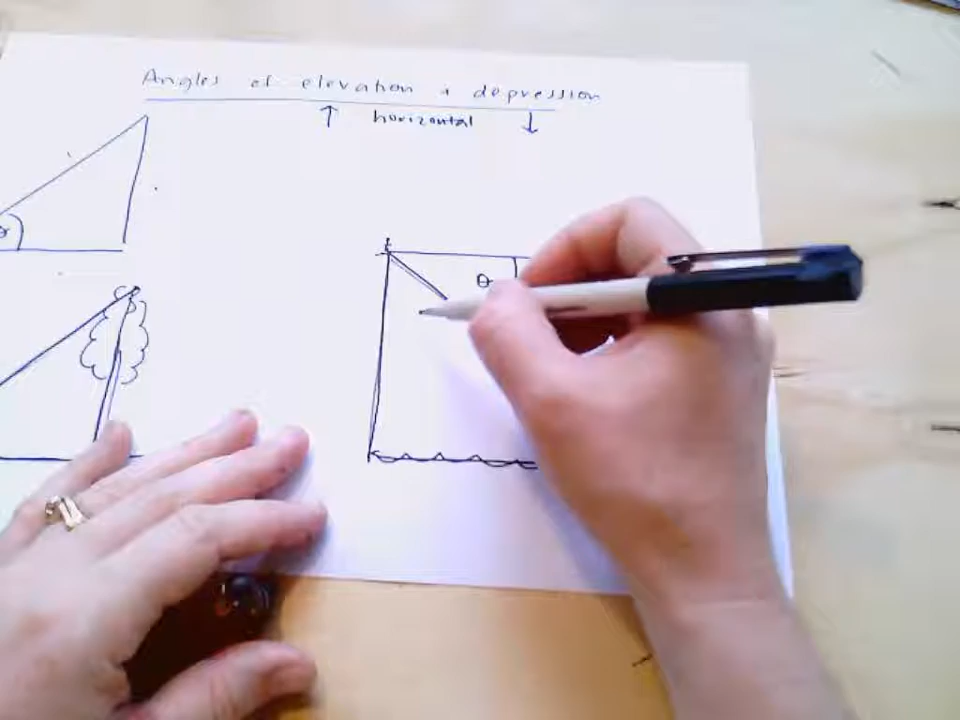 Angles of elevation & depression
↑ horizontal ↓
θ
θ